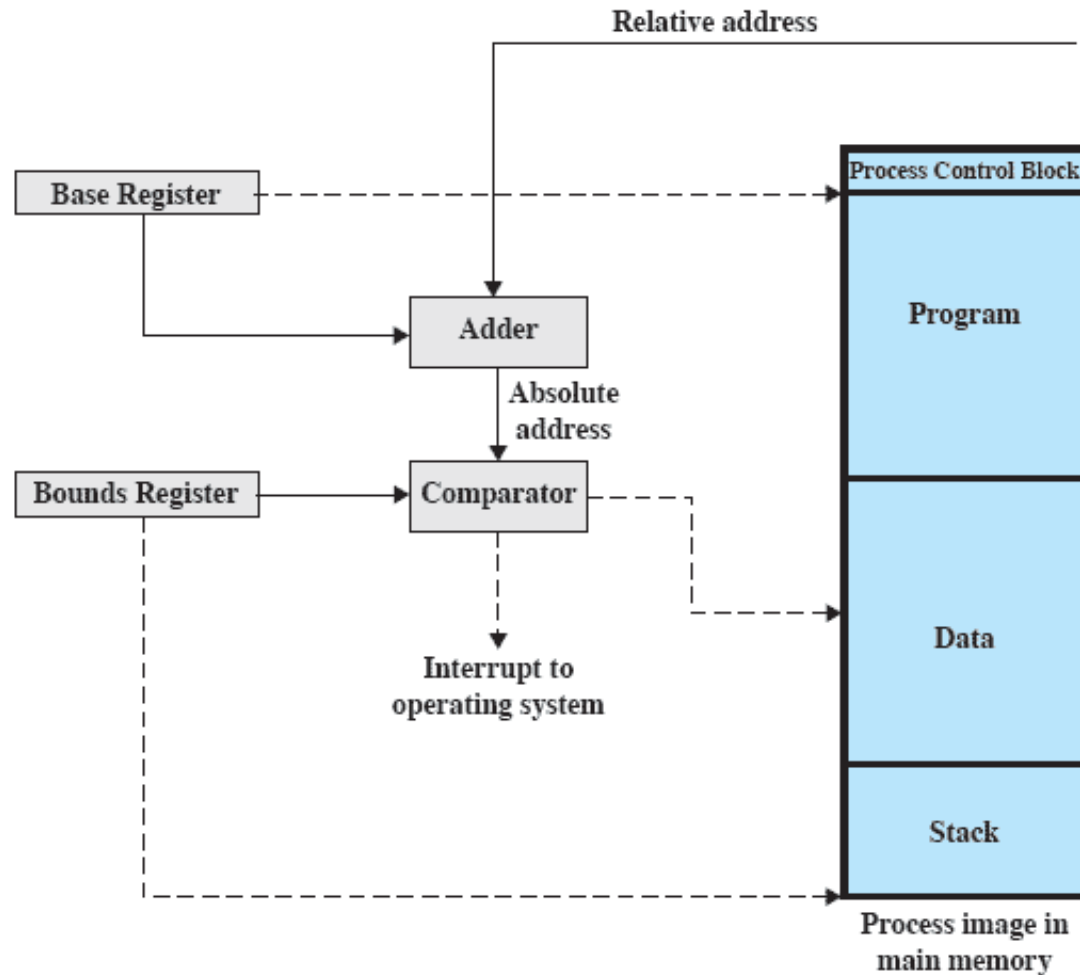 Relative address
Process Control Block
Base Register
Program
Adder
Absolute
address
Bounds Register
Comparator
Data
Interrupt to
operating system
Stack
Process image in
main memory